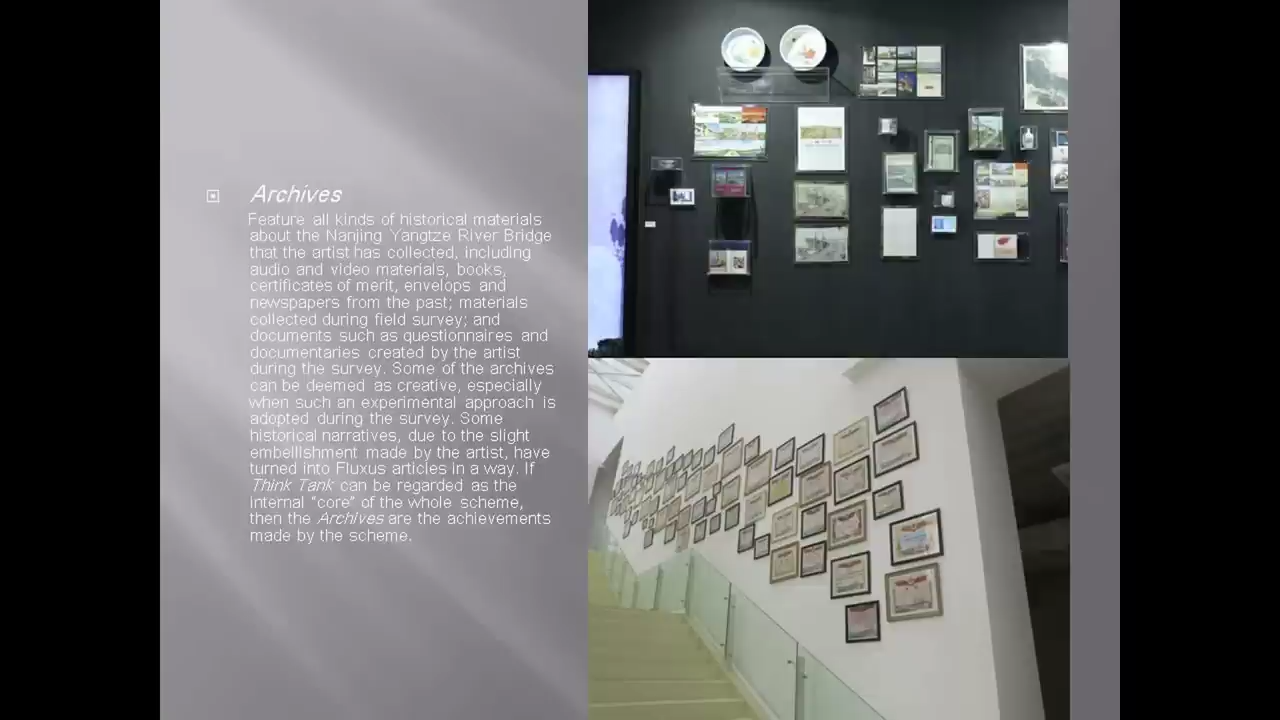 Archives
Feature all kinds of historical materials
about the Nanjing Yangtze River Bridge
that the artist has collected, including
audio and video materials, books,
certificates of merit, envelops and
newspapers from the past; materials
collected during field survey; and
documents such as questionnaires and
documentaries created by the artist
during the survey. Some of the archives
can be deemed as creative, especially
when such an experimental approach is
adopted during the survey. Some
historical narratives, due to the slight
embellishment made by the artist, have
turned into Fluxus articles in a way. If
Think Tank can be regarded as the
internal “core” of the whole scheme,
then the Archives are the achievements
made by the scheme.